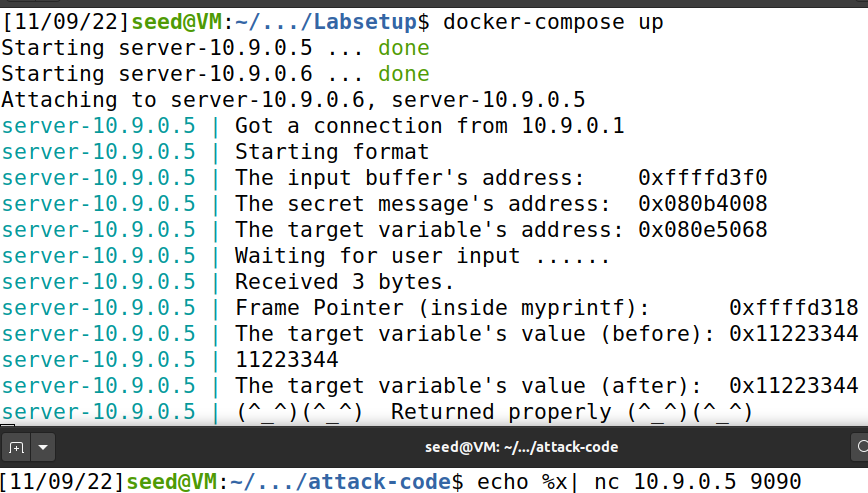 [11/09/22]seed@VM:~/.../Labsetup$ docker-compose up
Starting server-10.9.0.5 ... done
Starting server-10.9.0.6 ... done
Attaching to server-10.9.0.6, server-10.9.0.5
server-10.9.0.5 | Got a connection from 10.9.0.1
server-10.9.0.5 | Starting format
server-10.9.0.5 | The input buffer's address:    0xffffd3f0
server-10.9.0.5 | The secret message's address:  0x080b4008
server-10.9.0.5 | The target variable's address: 0x080e5068
server-10.9.0.5 | Waiting for user input ......
server-10.9.0.5 | Received 3 bytes.
server-10.9.0.5 | Frame Pointer (inside myprintf):      0xffffd318
server-10.9.0.5 | The target variable's value (before): 0x11223344
server-10.9.0.5 | 11223344
server-10.9.0.5 | The target variable's value (after):  0x11223344
server-10.9.0.5 | (^_^)(^_^)  Returned properly (^_^)(^_^)
seed@VM: ~/.../attack-code
[11/09/22]seed@VM:~/.../attack-code$ echo %x| nc 10.9.0.5 9090